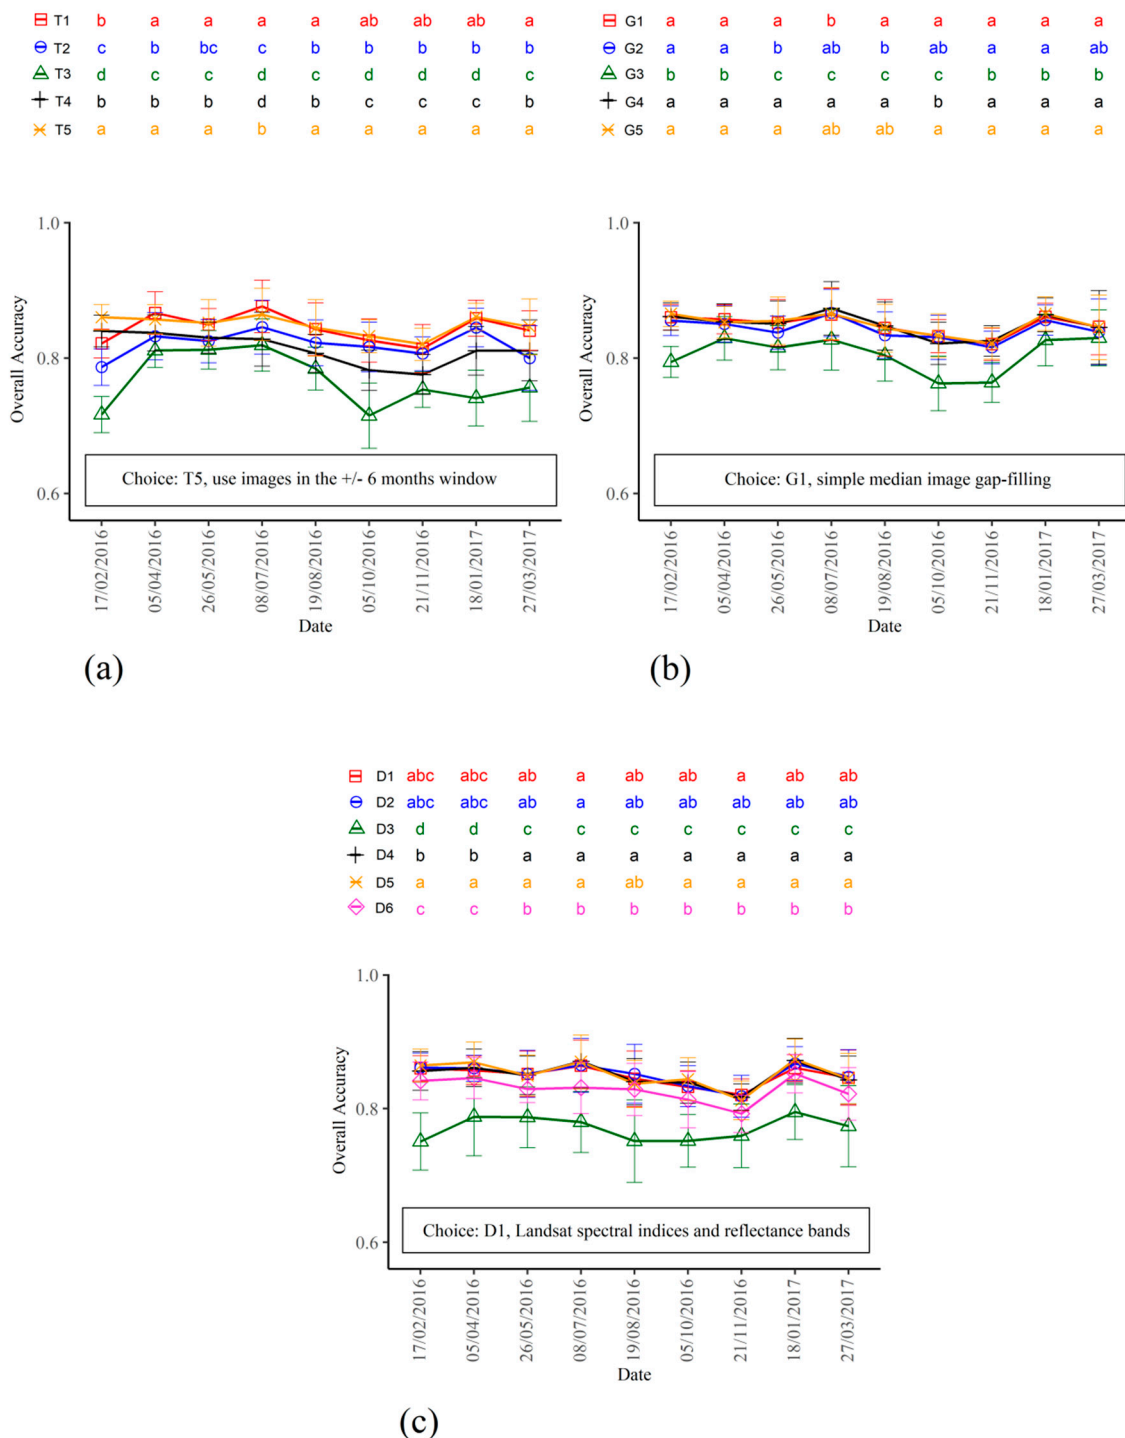 T1 b a a a a ab ab ab a
T2 c b bc c b b b b b
T3 d c c d c d d d c
T4 b b b d b c c c b
T5 a a a b a a a a a
1.0
0.8
0.6
Overall Accuracy
Choice: T5, use images in the +/- 6 months window
17/02/2016
05/04/2016
26/05/2016
08/07/2016
19/08/2016
05/10/2016
21/11/2016
18/01/2017
27/03/2017
Date
(a)
G1 a a a b a a a a a
G2 a a b ab b ab a a ab
G3 b b c c c c b b b
G4 a a a a a b a a a
G5 a a a ab ab a a a a
1.0
0.8
0.6
Overall Accuracy
Choice: G1, simple median image gap-filling
17/02/2016
05/04/2016
26/05/2016
08/07/2016
19/08/2016
05/10/2016
21/11/2016
18/01/2017
27/03/2017
Date
(b)
D1 abc abc ab a ab ab a ab ab
D2 abc abc ab a ab ab ab ab ab
D3 d d c c c c c c c
D4 b b a a a a a a a
D5 a a a a ab a a a a
D6 c c b b b b b b b
1.0
0.8
0.6
Overall Accuracy
Choice: D1, Landsat spectral indices and reflectance bands
17/02/2016
05/04/2016
26/05/2016
08/07/2016
19/08/2016
05/10/2016
21/11/2016
18/01/2017
27/03/2017
Date
(c)